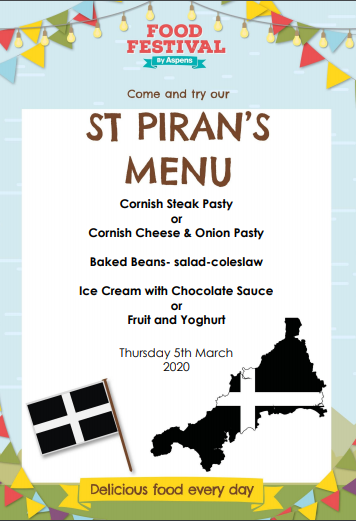 FOOD
FESTIVAL
By Aspens
Come and try our
ST PIRAN'S
MENU
Cornish Steak Pasty
or
Cornish Cheese & Onion Pasty
Baked Beans- salad-coleslaw
Ice Cream with Chocolate Sauce
or
Fruit and Yoghurt
Thursday 5th March
2020
Delicious food every day